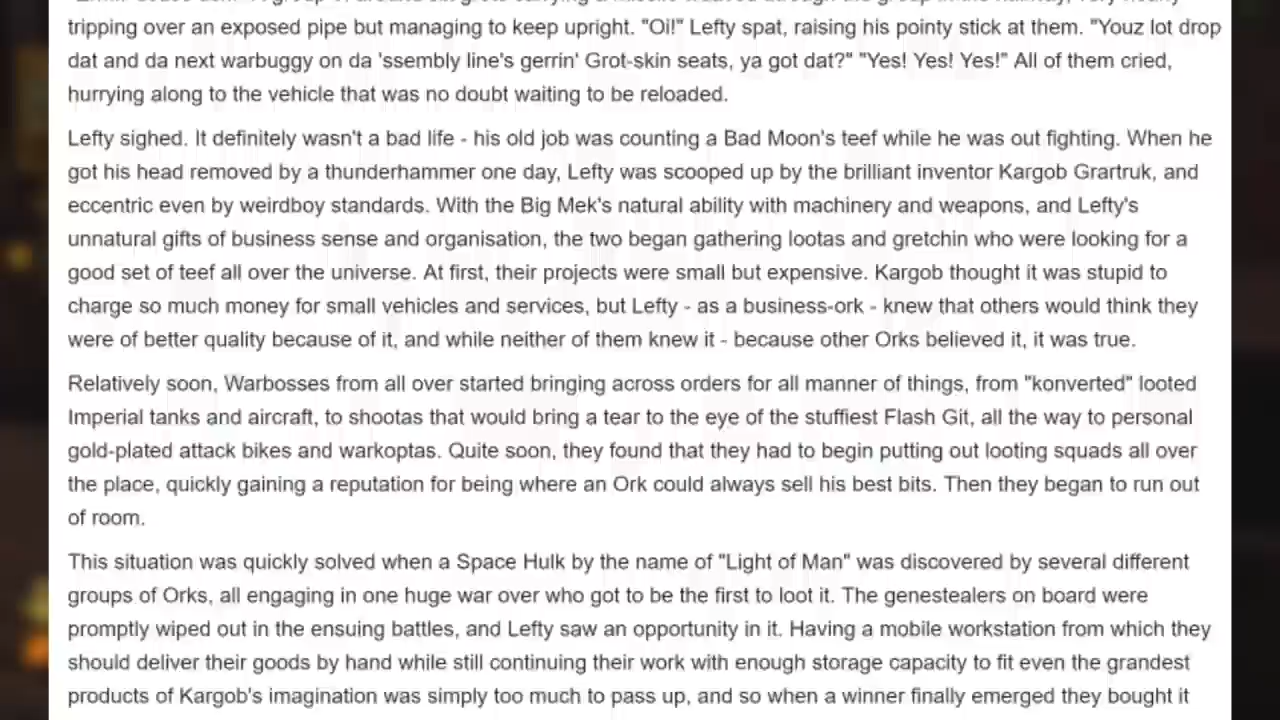 tripping over an exposed pipe but managing to keep upright. "Oi!" Lefty spat, raising his pointy stick at them. "Youz lot drop
dat and da next warbuggy on da 'ssembly line's gerrin' Grot-skin seats, ya got dat?" "Yes! Yes! Yes!" All of them cried,
hurrying along to the vehicle that was no doubt waiting to be reloaded.
Lefty sighed. It definitely wasn't a bad life - his old job was counting a Bad Moon's teef while he was out fighting. When he
got his head removed by a thunderhammer one day, Lefty was scooped up by the brilliant inventor Kargob Grartruk, and
eccentric even by weirdboy standards. With the Big Mek's natural ability with machinery and weapons, and Lefty's
unnatural gifts of business sense and organisation, the two began gathering lootas and gretchin who were looking for a
good set of teef all over the universe. At first, their projects were small but expensive. Kargob thought it was stupid to
charge so much money for small vehicles and services, but Lefty - as a business-ork - knew that others would think they
were of better quality because of it, and while neither of them knew it - because other Orks believed it, it was true.
Relatively soon, Warbosses from all over started bringing across orders for all manner of things, from "konverted" looted
Imperial tanks and aircraft, to shootas that would bring a tear to the eye of the stuffiest Flash Git, all the way to personal
gold-plated attack bikes and warkoptas. Quite soon, they found that they had to begin putting out looting squads all over
the place, quickly gaining a reputation for being where an Ork could always sell his best bits. Then they began to run out
of room.
This situation was quickly solved when a Space Hulk by the name of "Light of Man" was discovered by several different
groups of Orks, all engaging in one huge war over who got to be the first to loot it. The genestealers on board were
promptly wiped out in the ensuing battles, and Lefty saw an opportunity in it. Having a mobile workstation from which they
should deliver their goods by hand while still continuing their work with enough storage capacity to fit even the grandest
products of Kargob's imagination was simply too much to pass up, and so when a winner finally emerged they bought it